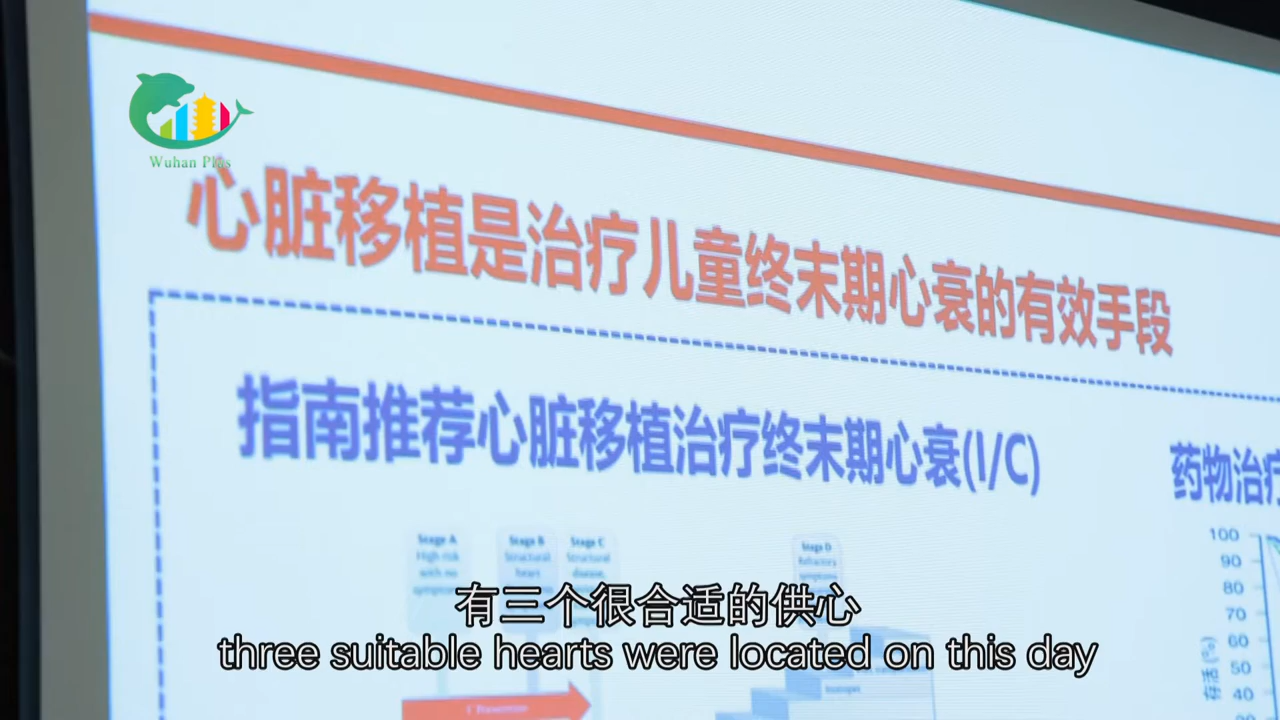 Wuhan Plus
心脏移植是治疗儿童终末期心衰的有效手段
指南推荐心脏移植治疗终末期心衰(I/C)
药物治疗
Stage A
High risk
with no
Stage B
Structural
heart
Stage C
Structural
disease,
Stage D
Refractory
symptoms
100
90
80
70
60
50
40
存活(%)
有三个很合适的供心
three suitable hearts were located on this day